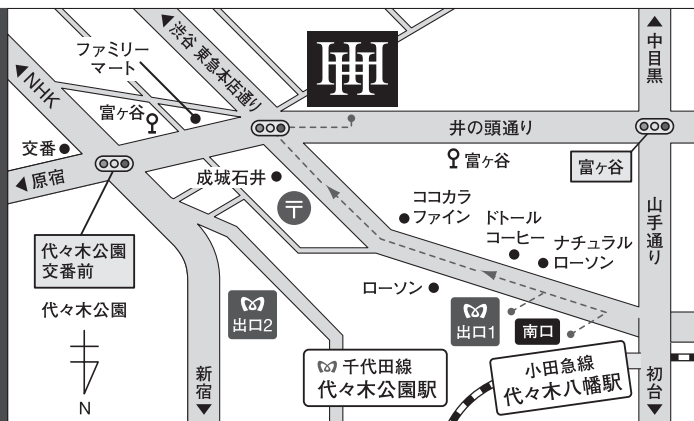 中目黒
渋谷 東急本店通り
ファミリー
マート
NHK
HH
富ヶ谷
井の頭通り
交番
富ヶ谷
富ヶ谷
原宿
成城石井
〒
ココカラ
ファイン
ドトール
コーヒー
ナチュラル
ローソン
山手通り
代々木公園
交番前
ローソン
代々木公園
出口2
出口1
南口
千代田線
代々木公園駅
小田急線
代々木八幡駅
新宿
初台
N